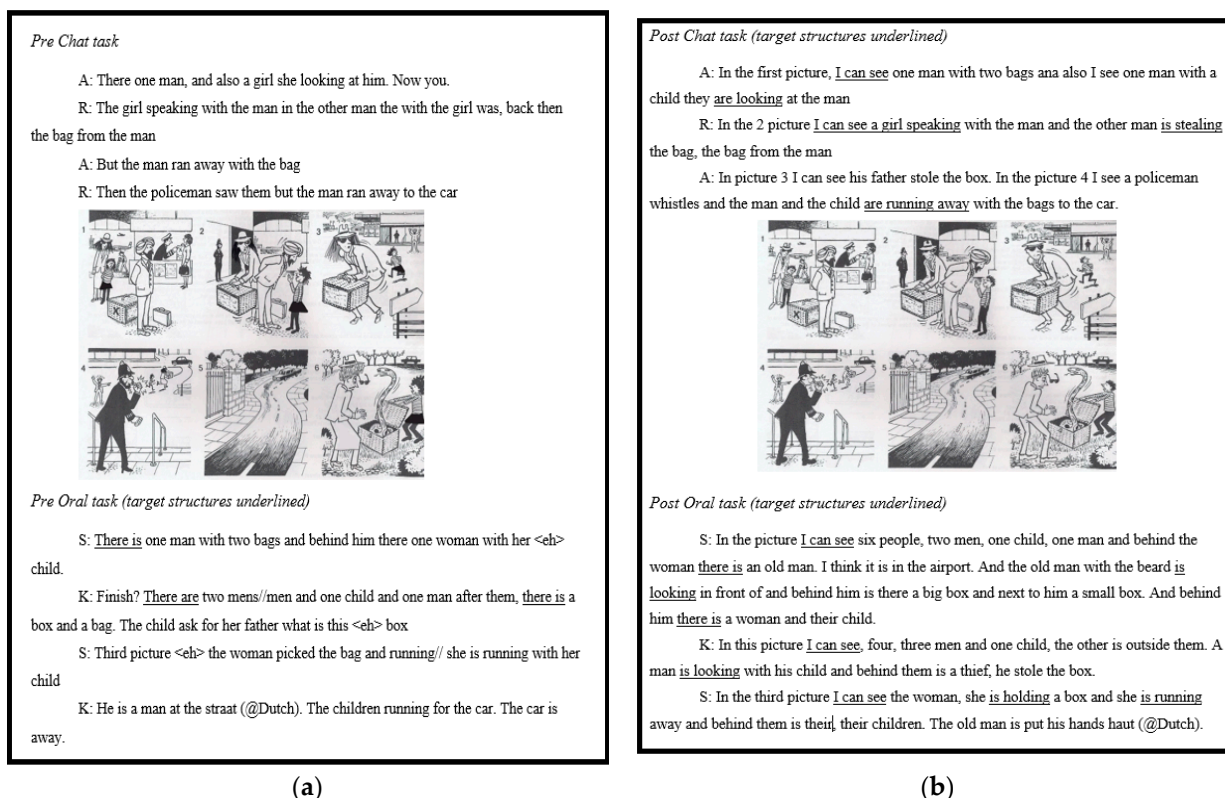 Pre Chat task
A: There one man, and also a girl she looking at him. Now you.
R: The girl speaking with the man in the other man the with the girl was, back then
the bag from the man
A: But the man ran away with the bag
R: Then the policeman saw them but the man ran away to the car
1
2
3
4
5
6
Pre Oral task (target structures underlined)
S: There is one man with two bags and behind him there one woman with her <eh>
child.
K: Finish? There are two mens//men and one child and one man after them, there is a
box and a bag. The child ask for her father what is this <eh> box
S: Third picture <eh> the woman picked the bag and running// she is running with her
child
K: He is a man at the straat (@Dutch). The children running for the car. The car is
away.
(a)
Post Chat task (target structures underlined)
A: In the first picture, I can see one man with two bags ana also I see one man with a
child they are looking at the man
R: In the 2 picture I can see a girl speaking with the man and the other man is stealing
the bag, the bag from the man
A: In picture 3 I can see his father stole the box. In the picture 4 I see a policeman
whistles and the man and the child are running away with the bags to the car.
1
2
3
4
5
6
Post Oral task (target structures underlined)
S: In the picture I can see six people, two men, one child, one man and behind the
woman there is an old man. I think it is in the airport. And the old man with the beard is
looking in front of and behind him is there a big box and next to him a small box. And behind
him there is a woman and their child.
K: In this picture I can see, four, three men and one child, the other is outside them. A
man is looking with his child and behind them is a thief, he stole the box.
S: In the third picture I can see the woman, she is holding a box and she is running
away and behind them is their, their children. The old man is put his hands haut (@Dutch).
(b)